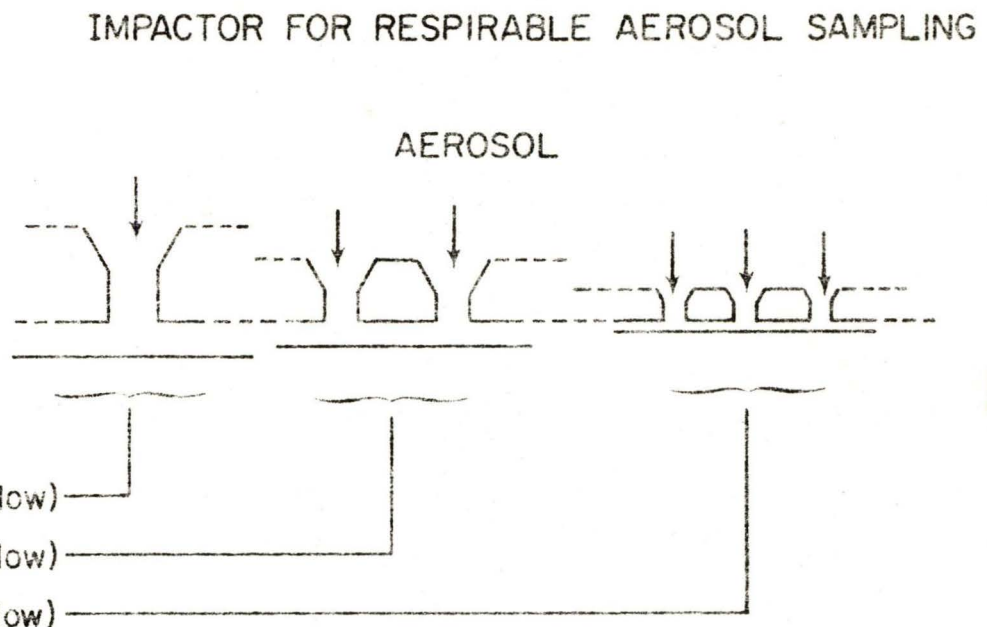 IMPACTOR FOR RESPIRABLE AEROSOL SAMPLING
AEROSOL
low)
low)
ow)